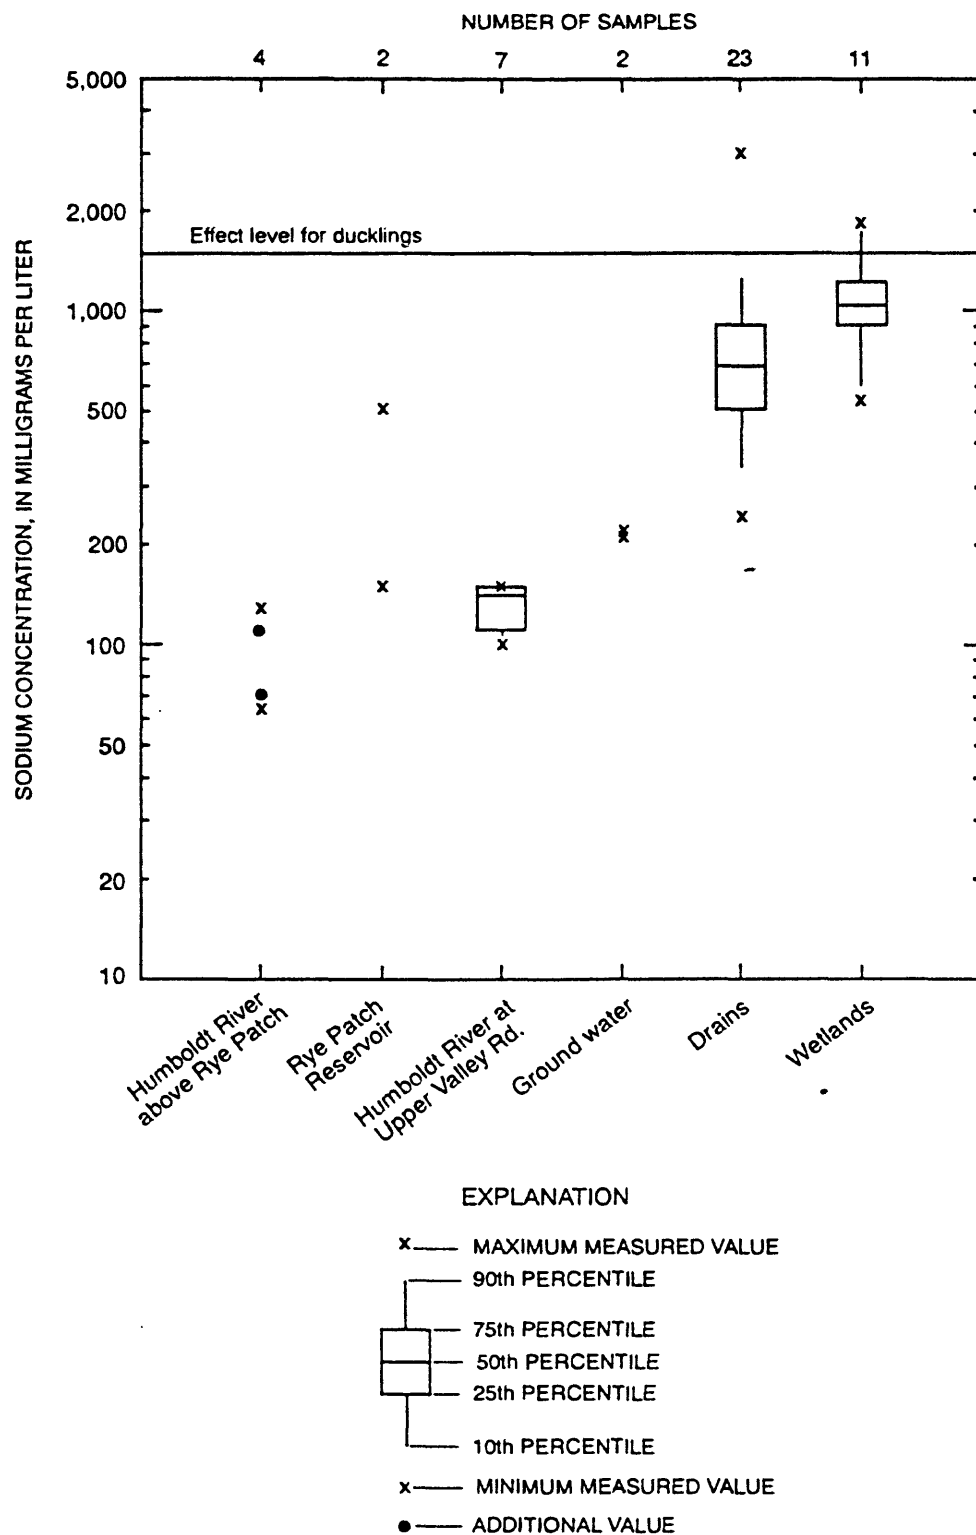 NUMBER OF SAMPLES
4 2 7 2 23 11
SODIUM CONCENTRATION, IN MILLIGRAMS PER LITER
5,000
2,000
1,000
500
200
100
50
20
10
Effect level for ducklings
Humboldt River
above Rye Patch
Rye Patch
Reservoir
Humboldt River at
Upper Valley Rd.
Ground water
Drains
Wetlands
EXPLANATION
MAXIMUM MEASURED VALUE
90th PERCENTILE
75th PERCENTILE
50th PERCENTILE
25th PERCENTILE
10th PERCENTILE
MINIMUM MEASURED VALUE
ADDITIONAL VALUE